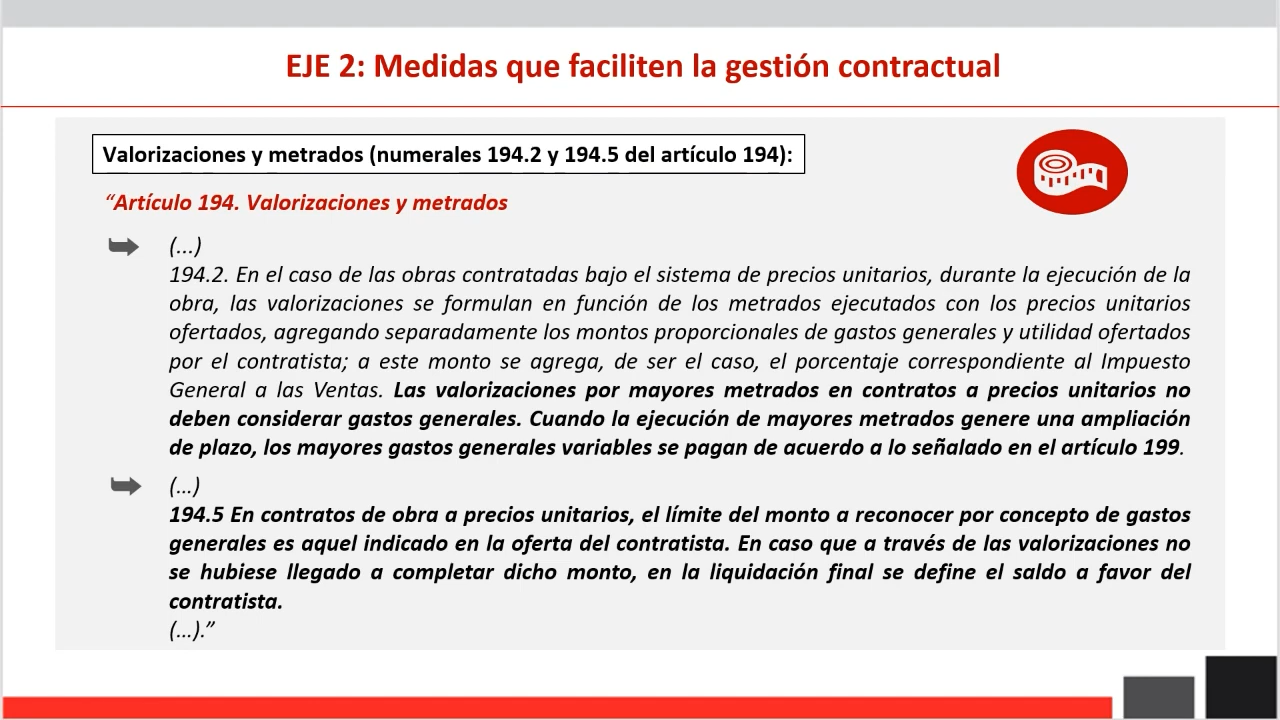 EJE 2: Medidas que faciliten la gestión contractual
Valorizaciones y metrados (numerales 194.2 y 194.5 del artículo 194):
“Artículo 194. Valorizaciones y metrados
(...)
194.2. En el caso de las obras contratadas bajo el sistema de precios unitarios, durante la ejecución de la
obra, las valorizaciones se formulan en función de los metrados ejecutados con los precios unitarios
ofertados, agregando separadamente los montos proporcionales de gastos generales y utilidad ofertados
por el contratista; a este monto se agrega, de ser el caso, el porcentaje correspondiente al Impuesto
General a las Ventas. Las valorizaciones por mayores metrados en contratos a precios unitarios no
deben considerar gastos generales. Cuando la ejecución de mayores metrados genere una ampliación
de plazo, los mayores gastos generales variables se pagan de acuerdo a lo señalado en el artículo 199.
(…)
194.5 En contratos de obra a precios unitarios, el límite del monto a reconocer por concepto de gastos
generales es aquel indicado en la oferta del contratista. En caso que a través de las valorizaciones no
se hubiese llegado a completar dicho monto, en la liquidación final se define el saldo a favor del
contratista.
(…).”